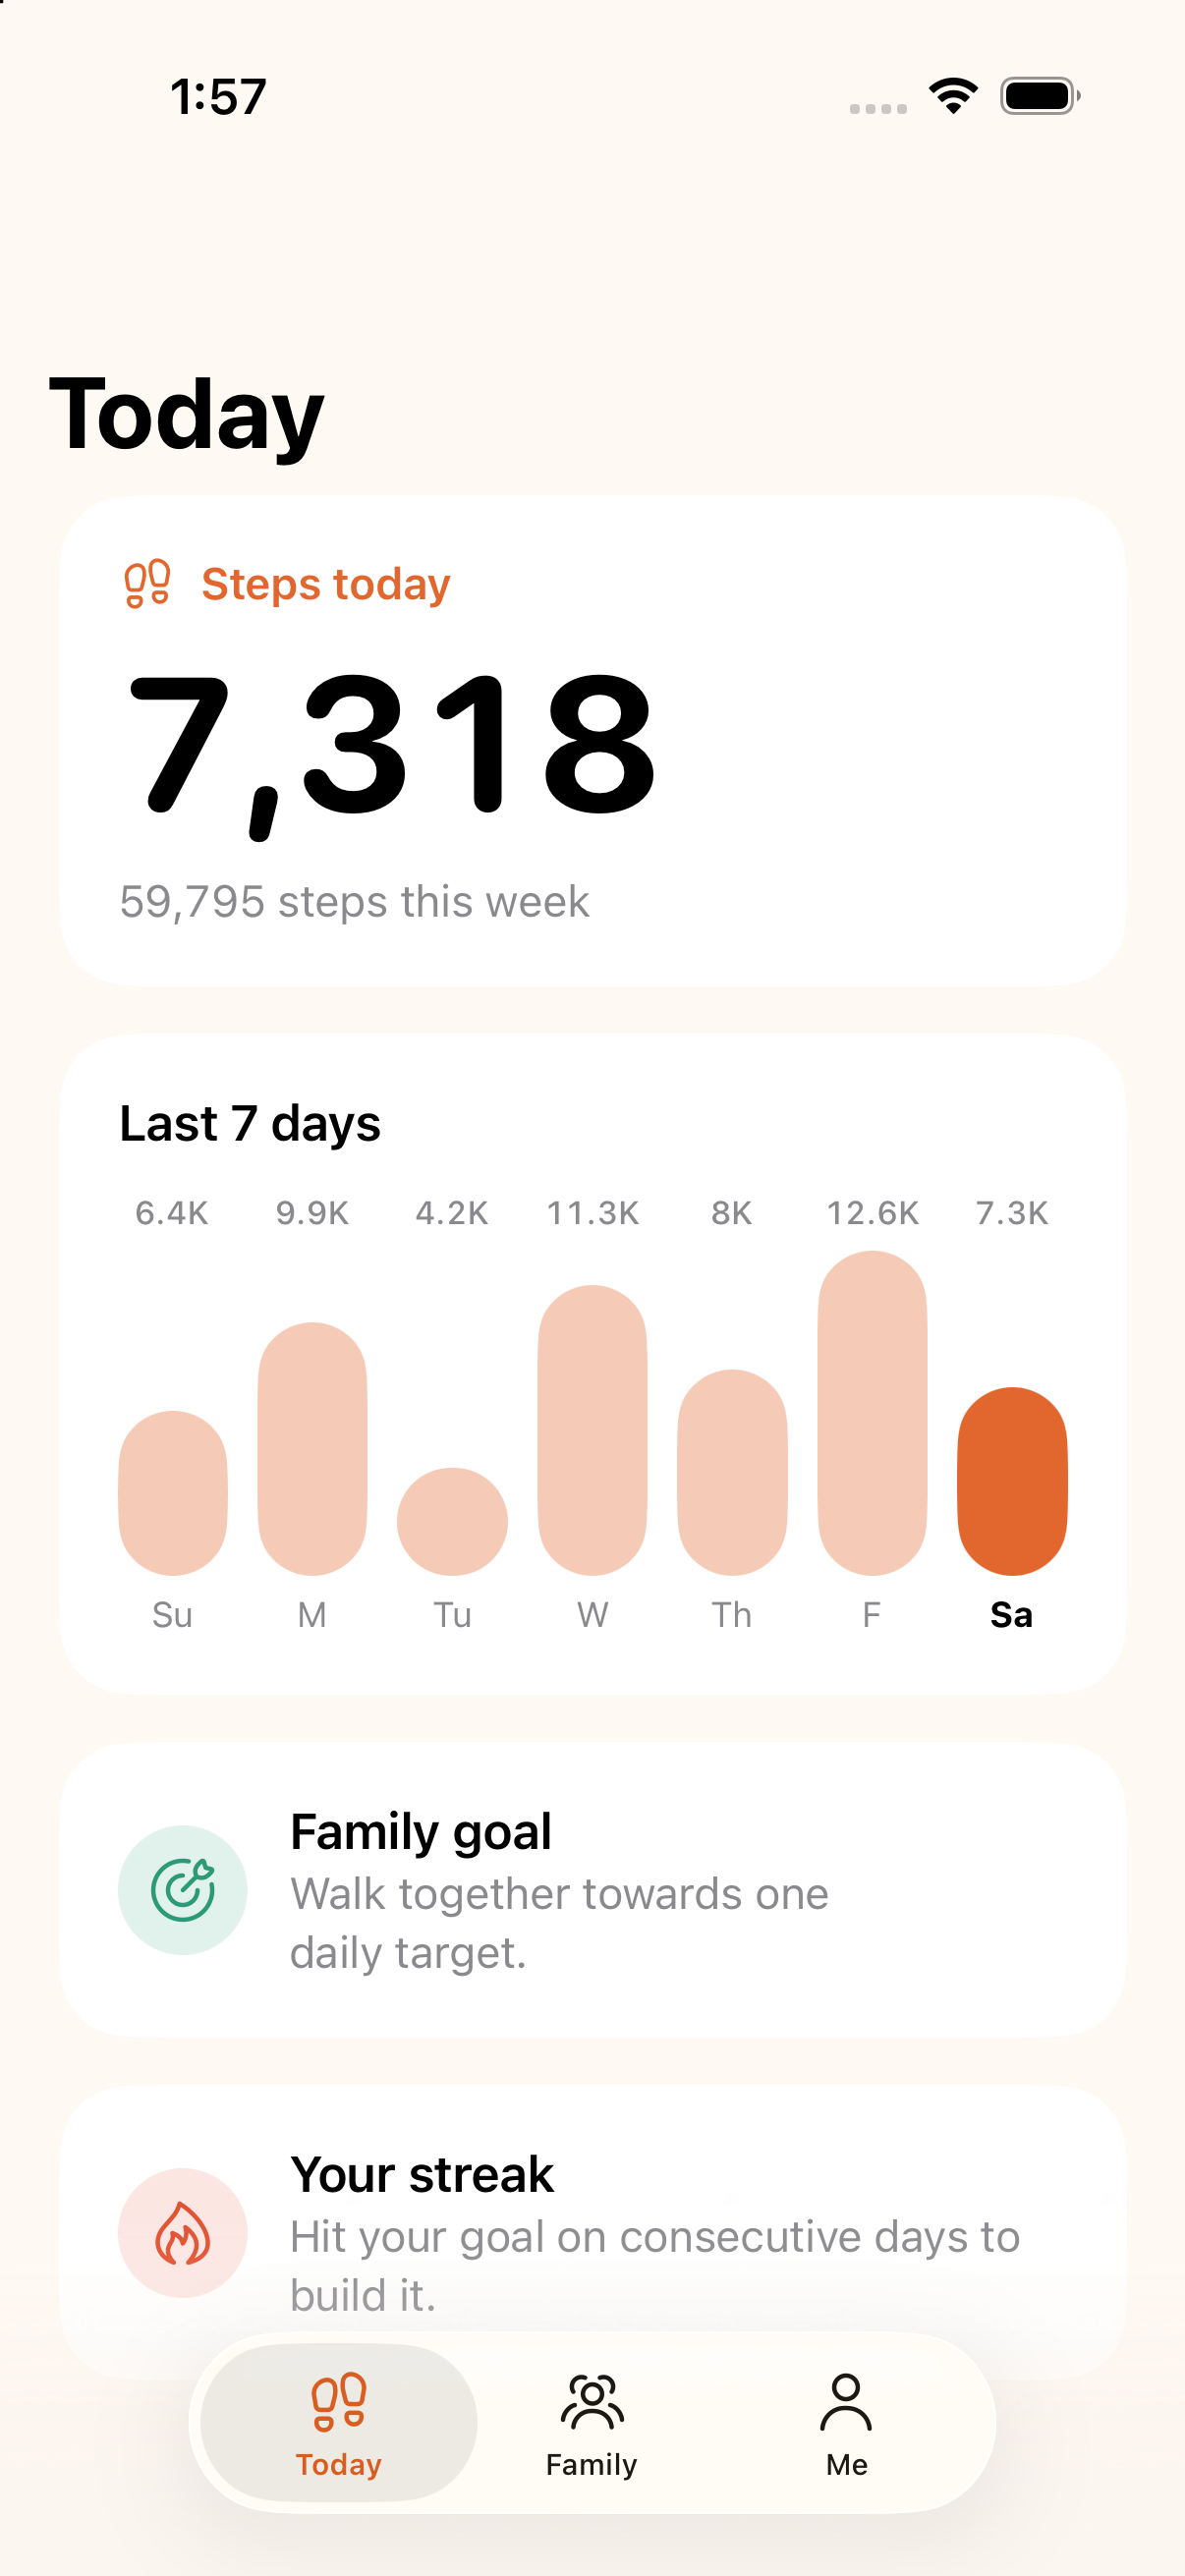 1:57
Today
Steps today
7,318
59,795 steps this week
Last 7 days
6.4K 9.9K 4.2K 11.3K 8K 12.6K 7.3K
Su M Tu W Th F Sa
Family goal
Walk together towards one
daily target.
Your streak
Hit your goal on consecutive days to
build it.
Today Family Me